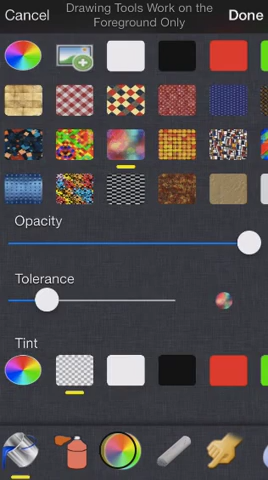 Cancel
Drawing Tools Work on the
Foreground Only
Done
Opacity
Tolerance
Tint